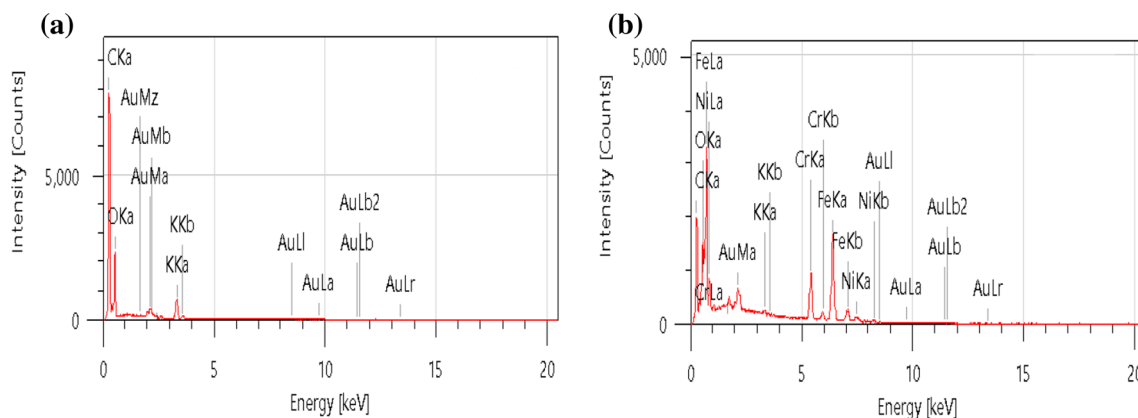 (a)
Intensity [Counts]
CKa
AuMz
AuMb
AuMa
OKa
KKb
KKa
AuLl
AuLa
AuLb2
AuLb
AuLr
5,000
0
0
5
10
15
20
Energy [keV]
(b)
Intensity [Counts]
5,000
FeLa
NiLa
OKa
CKa
CrLa
AuMa
KKb
KKa
CrKb
CrKa
FeKa
FeKb
NiKa
AuLl
NiKb
AuLa
AuLb2
AuLb
AuLr
0
0
5
10
15
20
Energy [keV]